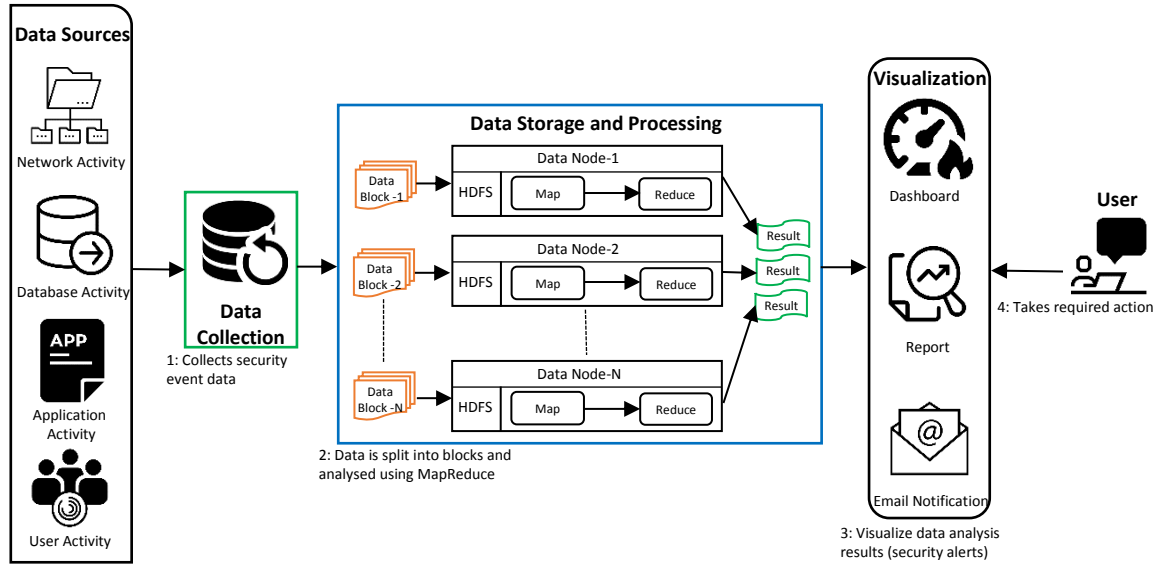 Data Sources
Network Activity
Database Activity
APP
Application
Activity
User Activity
Data
Collection
1: Collects security
event data
Data Storage and Processing
Data
Block -1
Data Node-1
HDFS
Map
Reduce
Data
Block -2
Data Node-2
HDFS
Map
Reduce
Data
Block -N
Data Node-N
HDFS
Map
Reduce
Result
Result
Result
2: Data is split into blocks and
analysed using MapReduce
Visualization
Dashboard
Report
@
Email Notification
3: Visualize data analysis
results (security alerts)
User
4: Takes required action